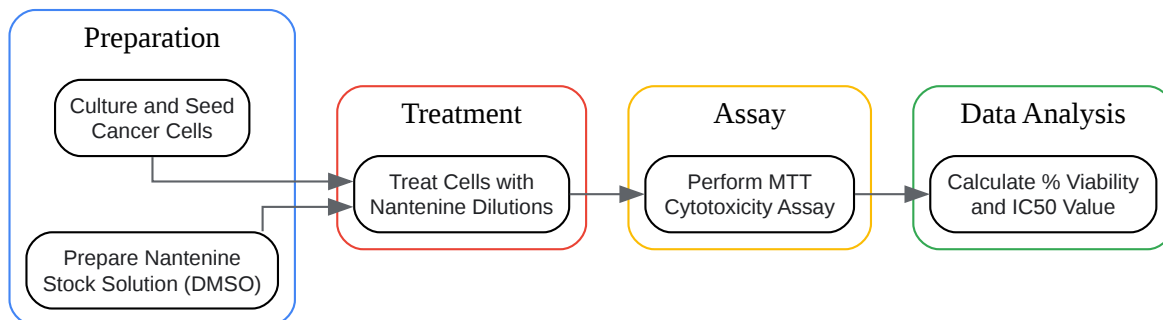 Preparation
Culture and Seed
Cancer Cells
Prepare Nantenine
Stock Solution (DMSO)
Treatment
Treat Cells with
Nantenine Dilutions
Assay
Perform MTT
Cytotoxicity Assay
Data Analysis
Calculate % Viability
and IC50 Value